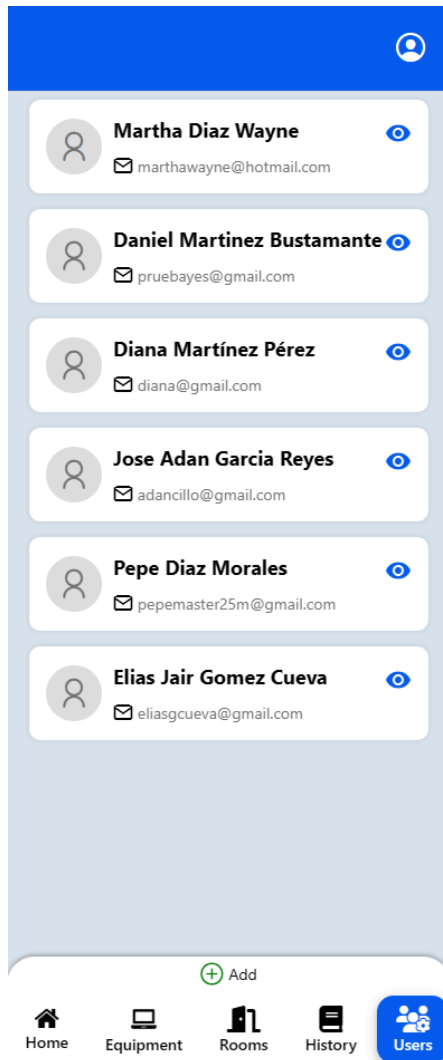 Martha Diaz Wayne
marthawayne@hotmail.com
Daniel Martinez Bustamante
pruebayes@gmail.com
Diana Martínez Pérez
diana@gmail.com
Jose Adan Garcia Reyes
adancillo@gmail.com
Pepe Diaz Morales
pepemaster25m@gmail.com
Elias Jair Gomez Cueva
eliasgcueva@gmail.com
Add
Home Equipment Rooms History Users